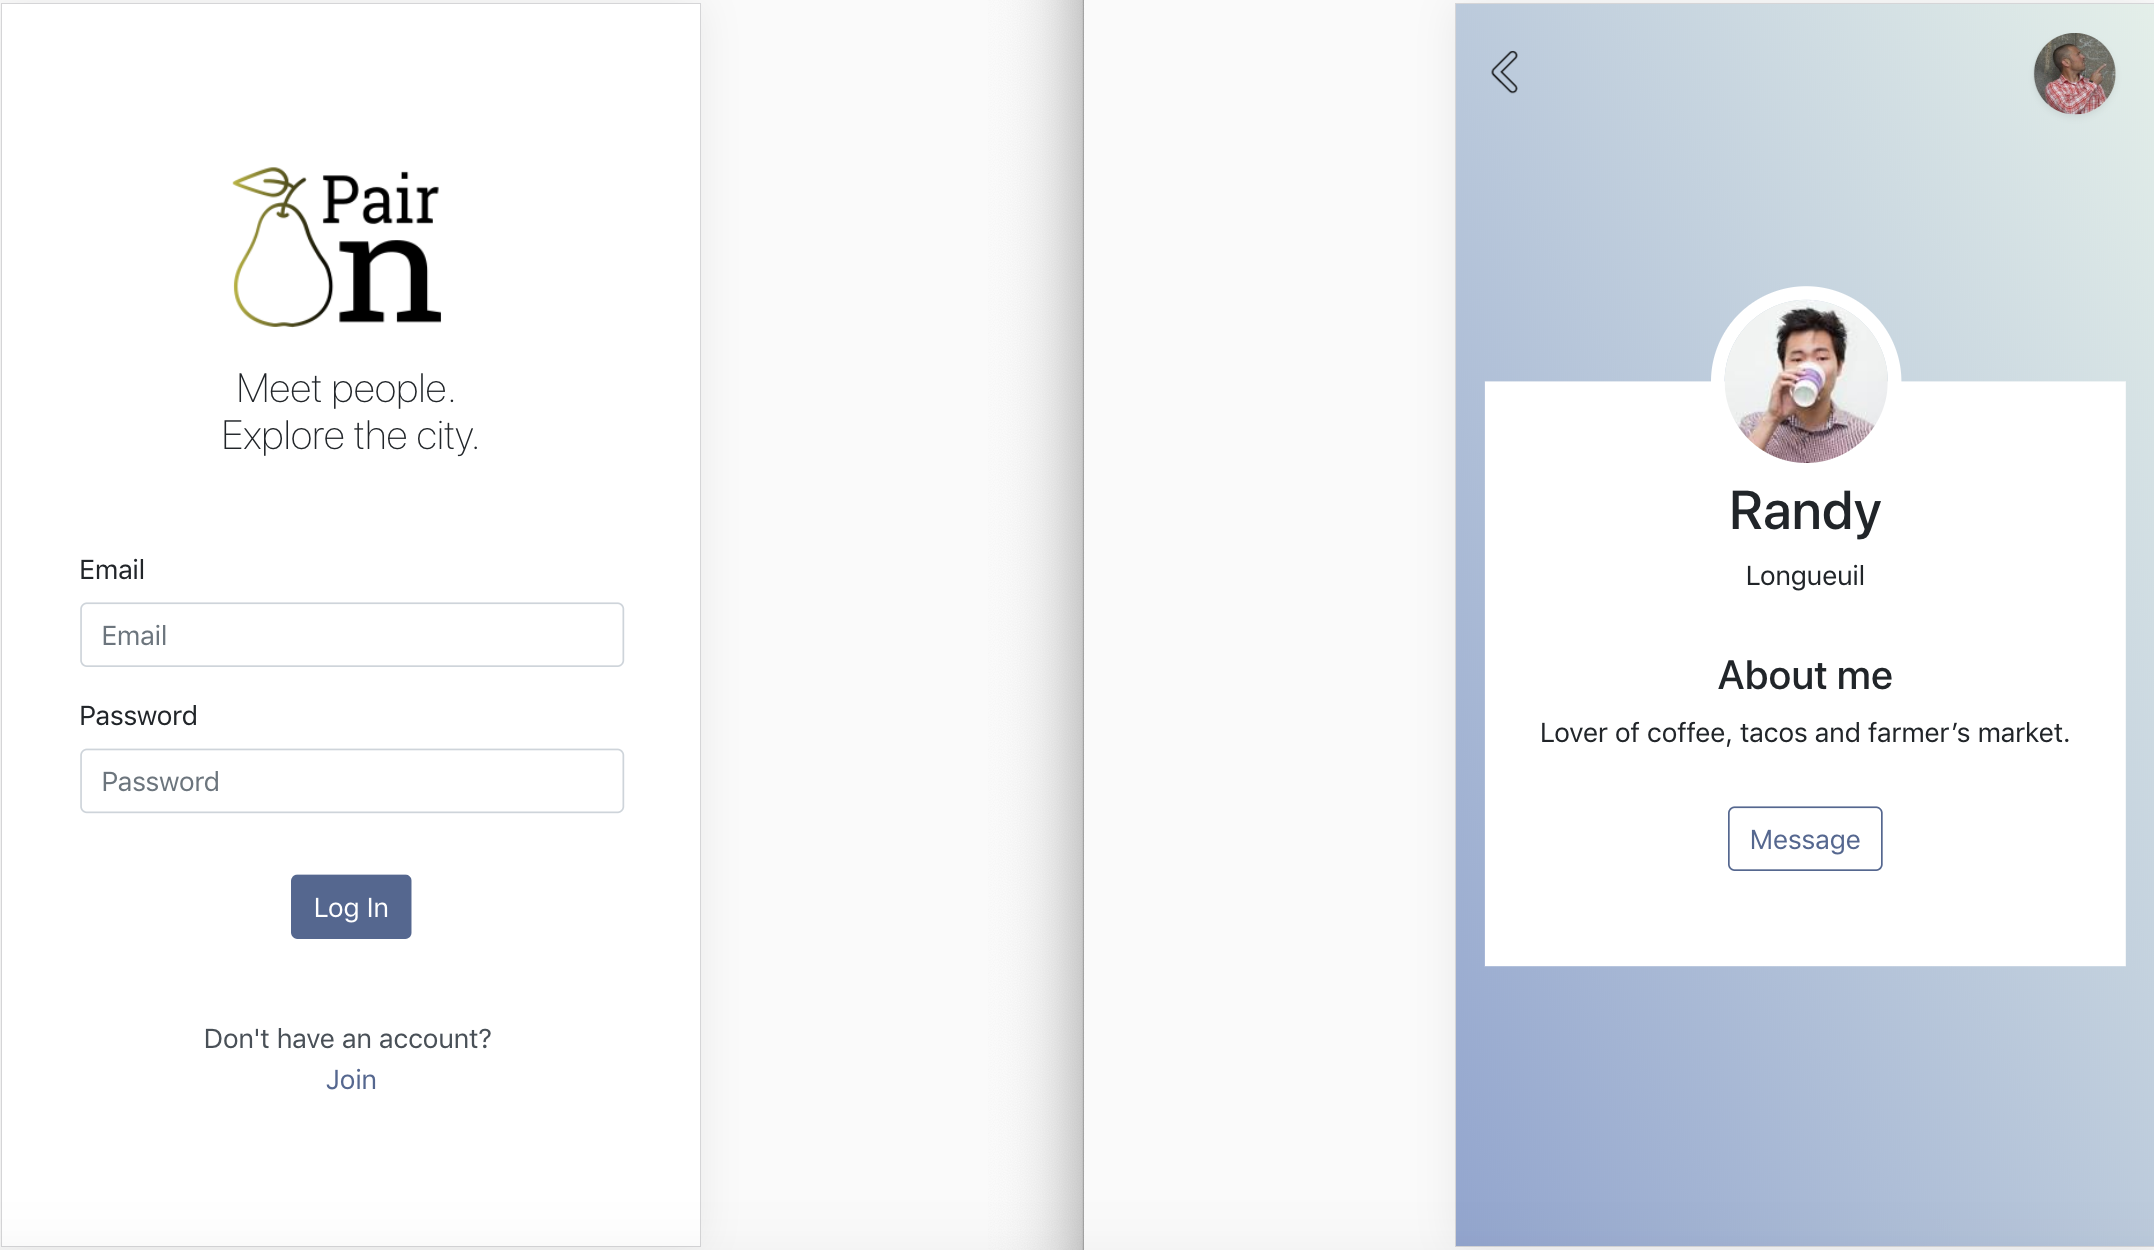 Pair
On
Meet people.
Explore the city.
Email
Email
Password
Password
Log In
Don't have an account?
Join
Randy
Longueuil
About me
Lover of coffee, tacos and farmer’s market.
Message